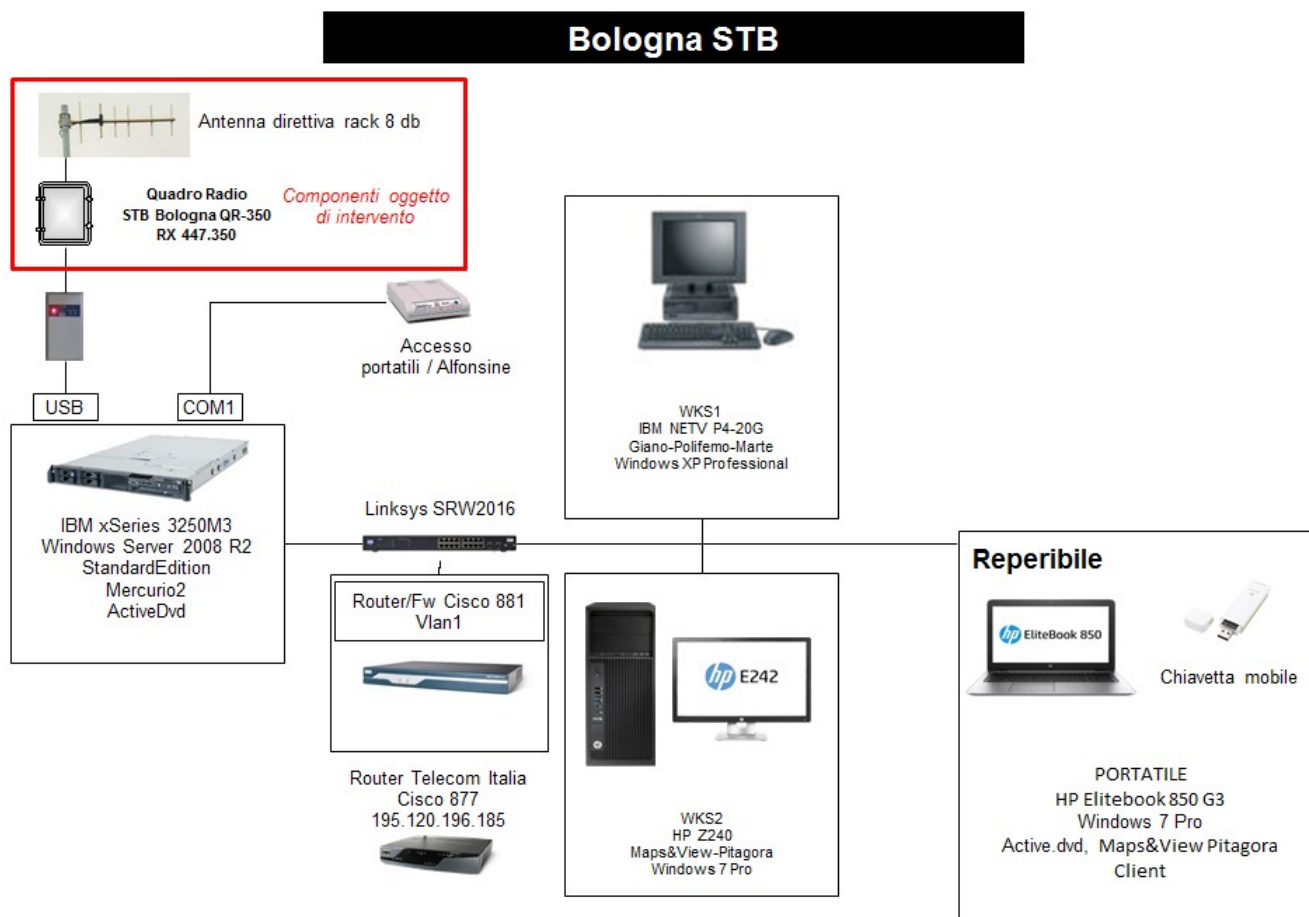 Bologna STB
Antenna direttiva rack 8 db
Quadro Radio
STB Bologna QR-350
RX 447.350
Componenti oggetto
di intervento
Accesso
portatili / Alfonsine
USB
COM1
IBM xSeries 3250M3
Windows Server 2008 R2
StandardEdition
Mercurio2
ActiveDvd
Linksys SRW2016
Router/Fw Cisco 881
Vlan1
Router Telecom Italia
Cisco 877
195.120.196.185
WKS1
IBM NETV P4-20G
Giano-Polifemo-Marte
Windows XP Professional
hp E242
WKS2
HP Z240
Maps&View-Pitagora
Windows 7 Pro
Reperibile
hp EliteBook 850
Chiavetta mobile
PORTATILE
HP Elitebook 850 G3
Windows 7 Pro
Active.dvd, Maps&View Pitagora
Client